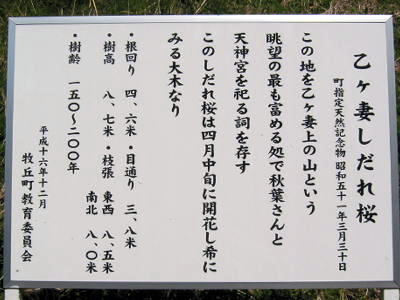 乙ヶ妻しだれ桜
町指定天然記念物 昭和五十一年三月三十日
この地を乙ヶ妻上の山という
眺望の最も富める処で秋葉さんと
天神宮を祀る詞を存す
このしだれ桜は四月中旬に開花し希に
みる大木なり
・根回り 四、六米 ・目通り 三、八米
・樹高 八、七米 ・枝張 東西 八、五米
南北 八、〇米
・樹齢 一五〇〜二〇〇年
平成十六年十二月
牧丘町教育委員会